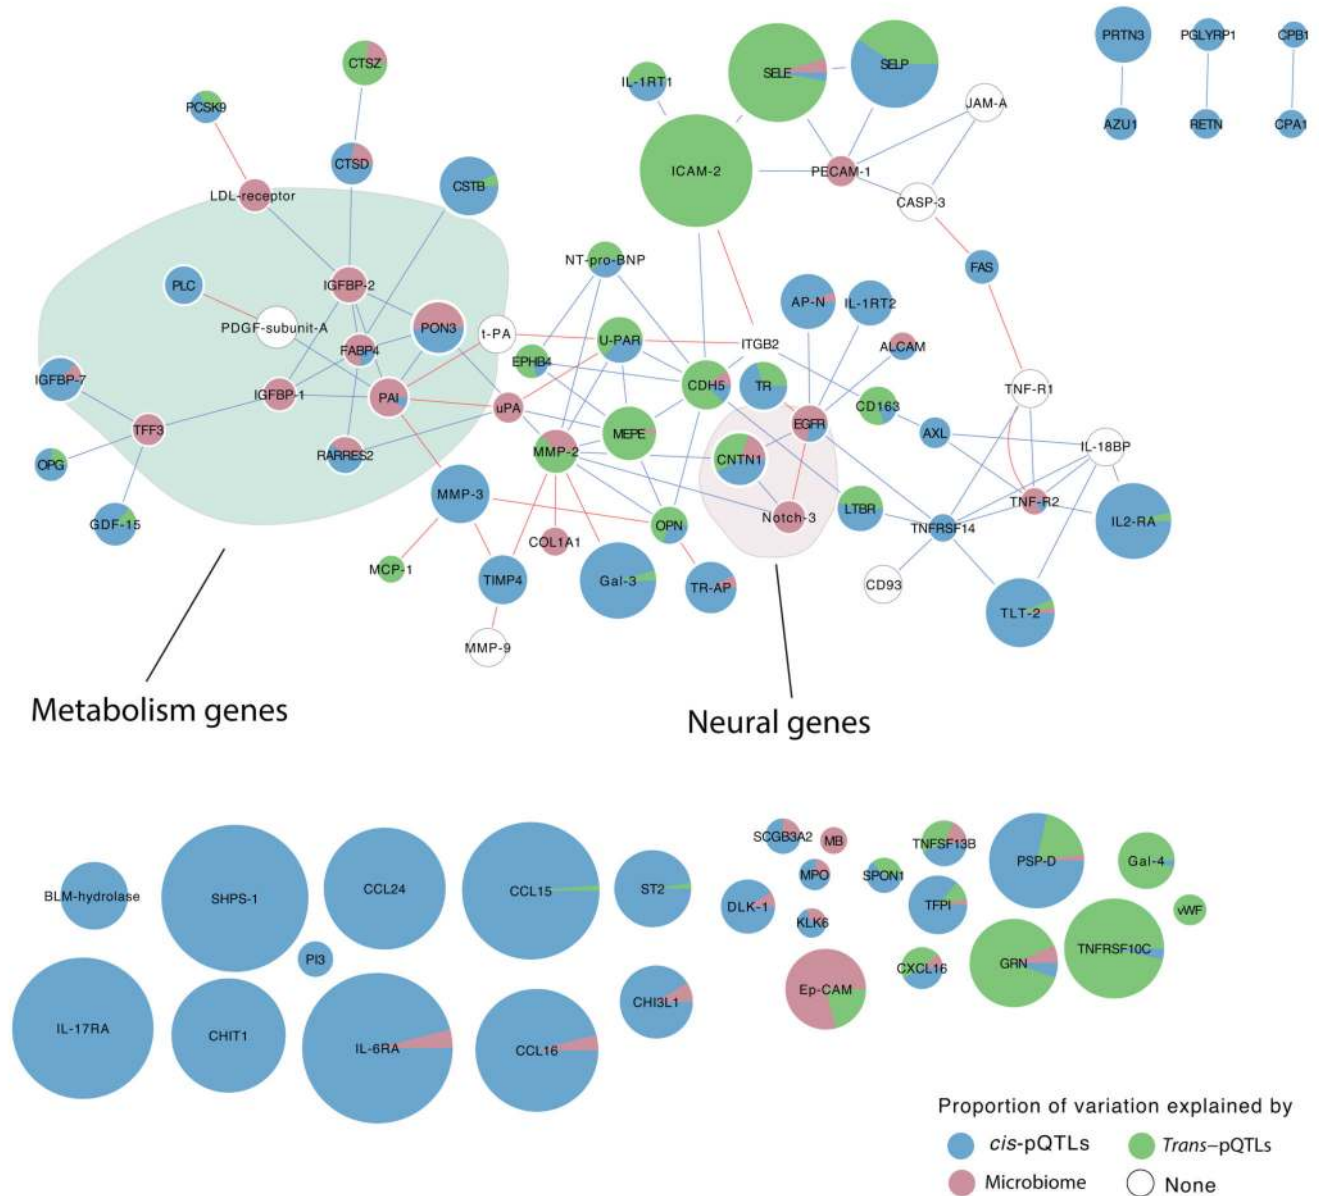 PRTN3
PGLYRP1
CPB1
CTSZ
IL-1RT1
SELE
SELP
PCSK9
JAM-A
AZU1
RETN
CPA1
CTSD
ICAM-2
PECAM-1
LDL-receptor
CSTB
CASP-3
NT-pro-BNP
FAS
PLC
IGFBP-2
AP-N
IL-1RT2
PDGF-subunit-A
PON3
t-PA
U-PAR
ITGB2
ALCAM
FABP4
EPHB4
IGFBP-7
IGFBP-1
PAI
CDH5
TR
TNF-R1
uPA
CD163
TFF3
MEPE
EGFR
AXL
IL-18BP
OPG
RARRES2
MMP-2
CNTN1
MMP-3
TNF-R2
GDF-15
OPN
Notch-3
LTBR
TNFRSF14
IL2-RA
COL1A1
MCP-1
TIMP4
Gal-3
TR-AP
CD93
TLT-2
MMP-9
Metabolism genes
Neural genes
SCGB3A2
MB
TNFSF13B
PSP-D
Gal-4
BLM-hydrolase
SHPS-1
CCL24
CCL15
ST2
MPO
SPON1
DLK-1
KLK6
TFPI
vWF
PI3
TNFRSF10C
CXCL16
GRN
Ep-CAM
CHI3L1
IL-17RA
CHIT1
IL-6RA
CCL16
Proportion of variation explained by
cis-pQTLs
Trans–pQTLs
Microbiome
None